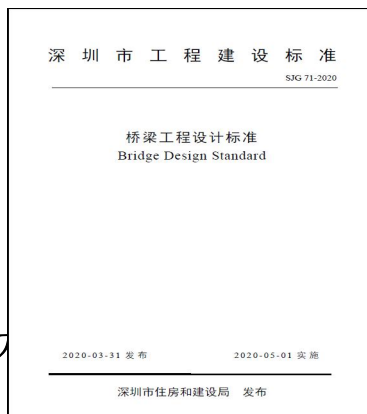 深圳市工程建设标准
SJG 71-2020
桥梁工程设计标准
Bridge Design Standard
2020-03-31 发布 2020-05-01 实施
深圳市住房和建设局 发布